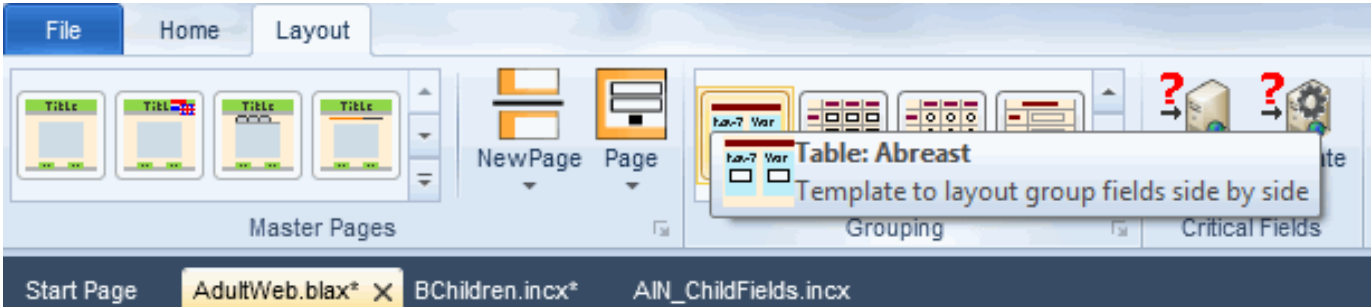 File Home Layout
Title Title Title Title
NewPage Page
Table: Abreast
Template to layout group fields side by side
Master Pages Grouping Critical Fields
Start Page AdultWeb.blax* BChildren.incx* AIN_ChildFields.incx